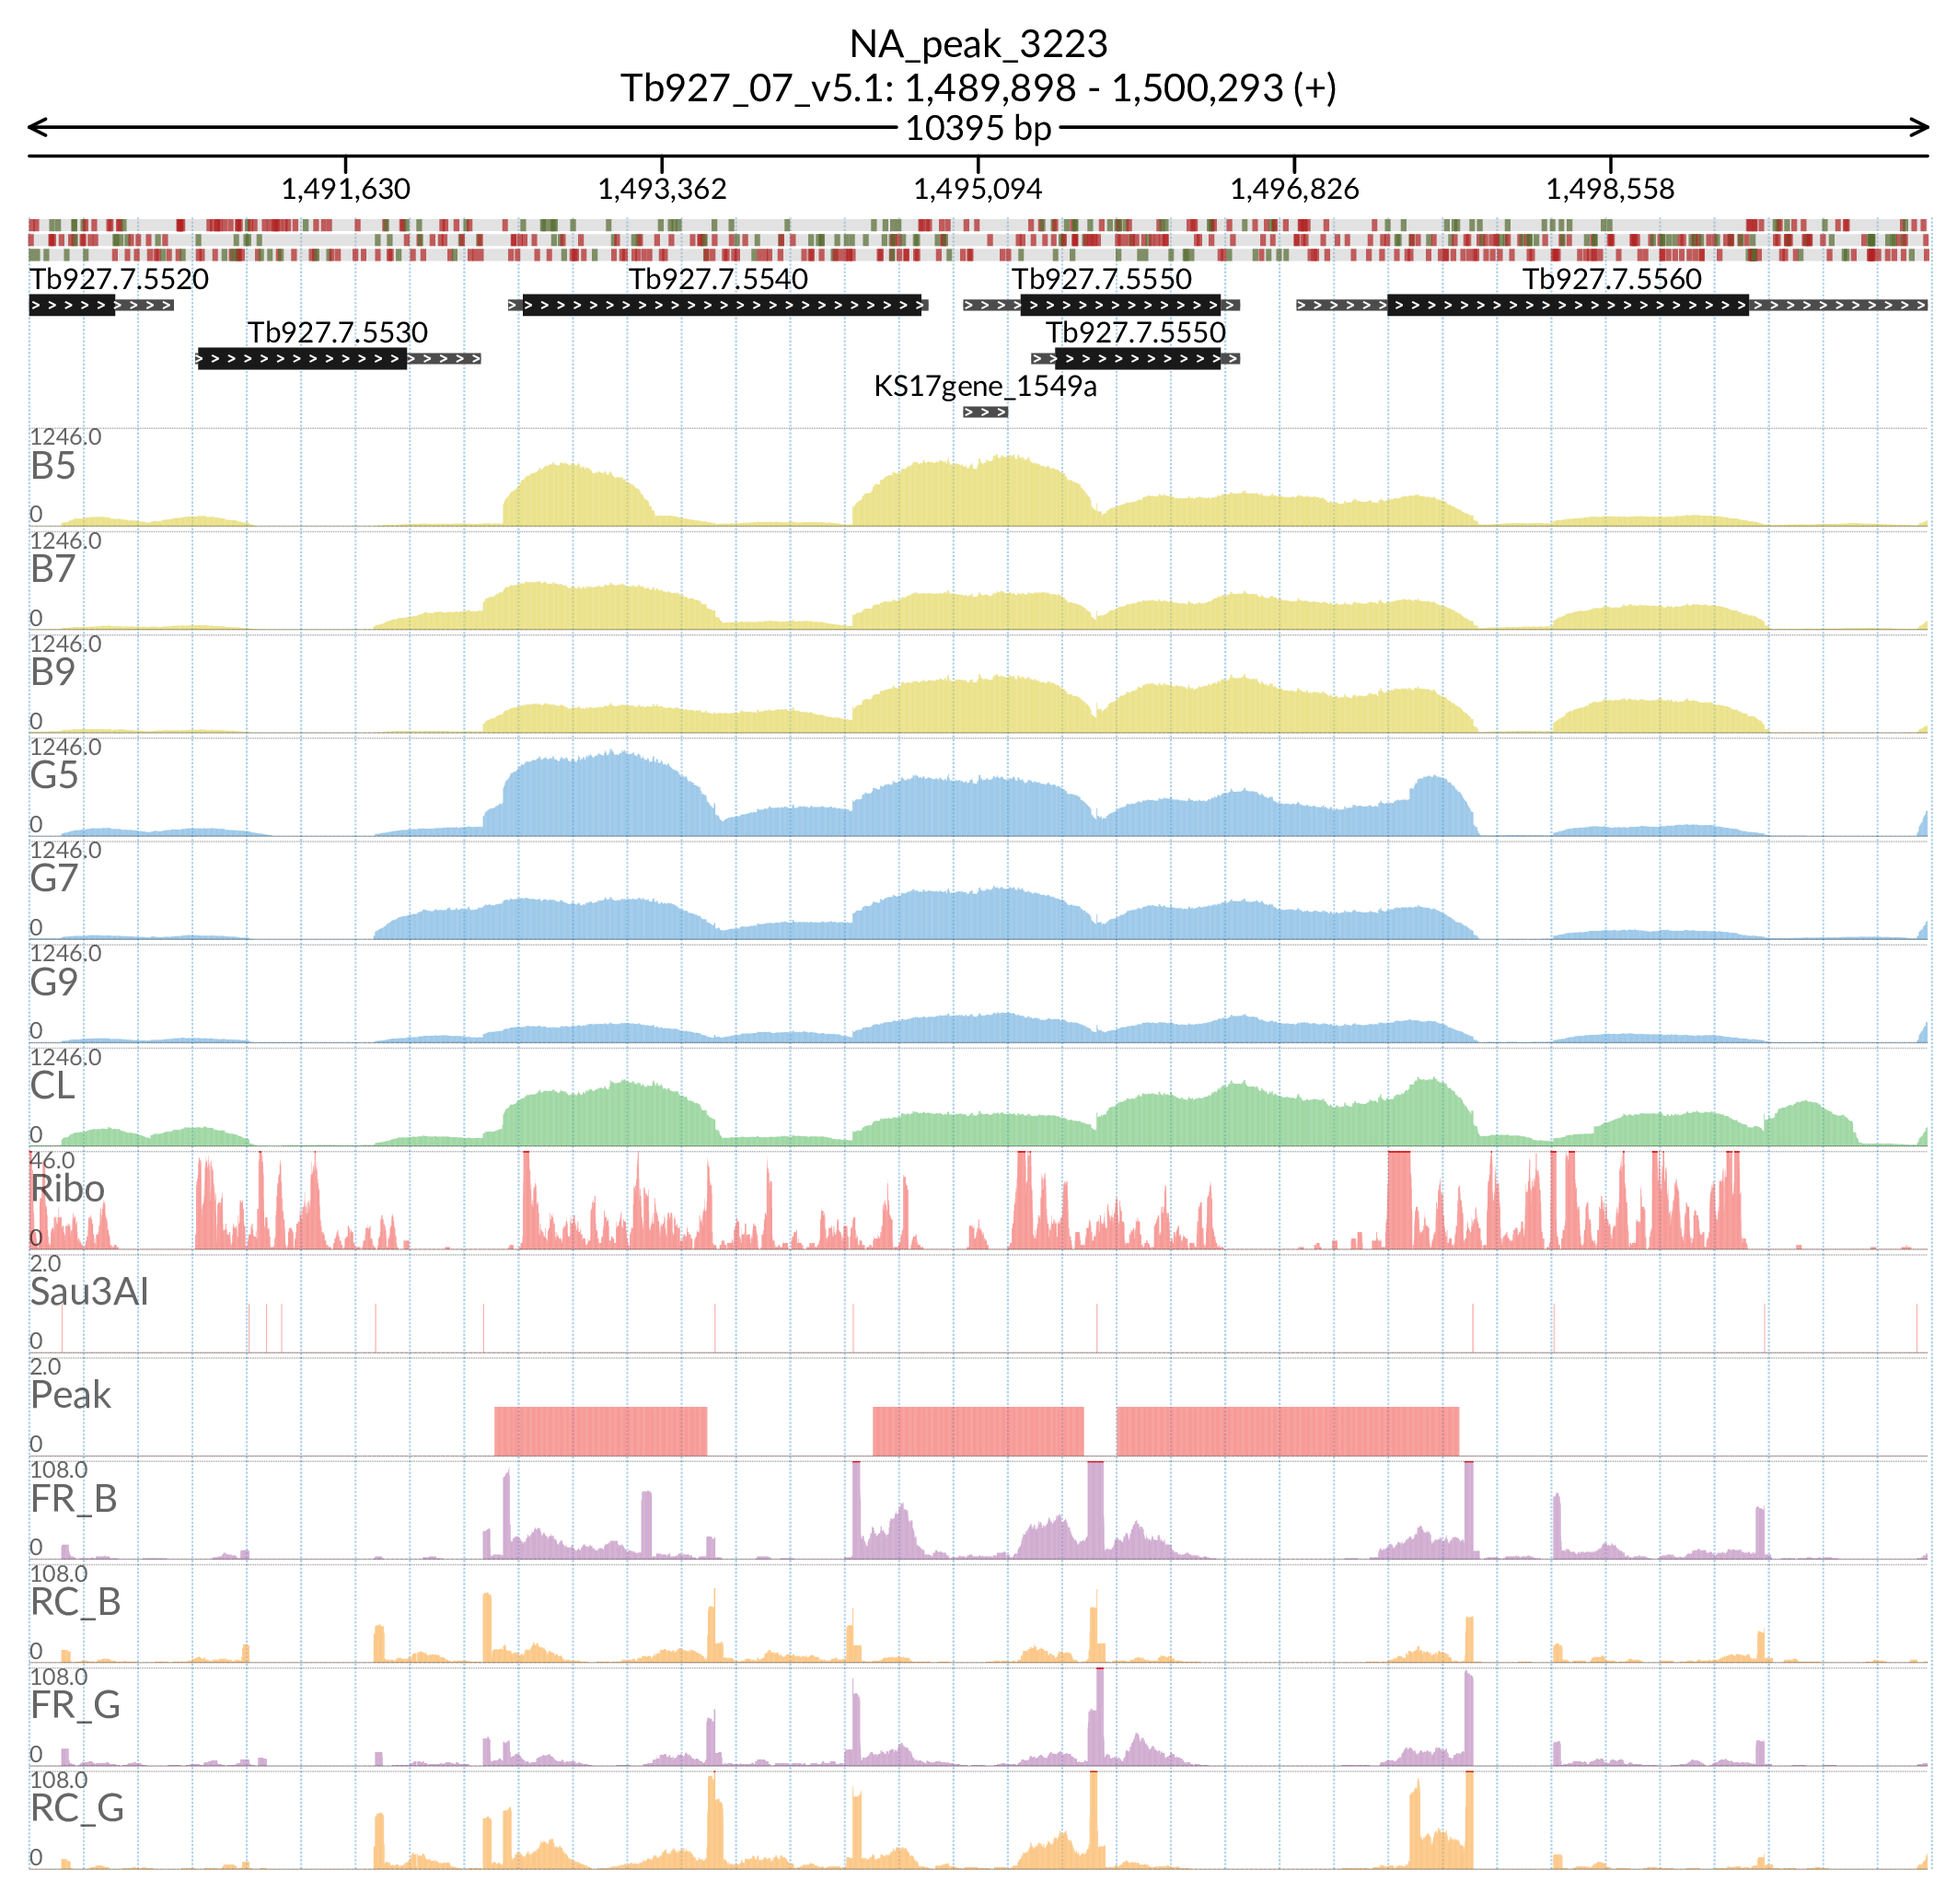 NA_peak_3223
Tb927_07_v5.1: 1,489,898 - 1,500,293 (+)
10395 bp
1,491,630 1,493,362 1,495,094 1,496,826 1,498,558
Tb927.7.5520 Tb927.7.5540 Tb927.7.5550 Tb927.7.5560
Tb927.7.5530 Tb927.7.5550
KS17gene_1549a
1246.0
B5
0
1246.0
B7
0
1246.0
B9
0
1246.0
G5
0
1246.0
G7
0
1246.0
G9
0
1246.0
CL
0
46.0
Ribo
0
2.0
Sau3AI
0
2.0
Peak
0
108.0
FR_B
0
108.0
RC_B
0
108.0
FR_G
0
108.0
RC_G
0